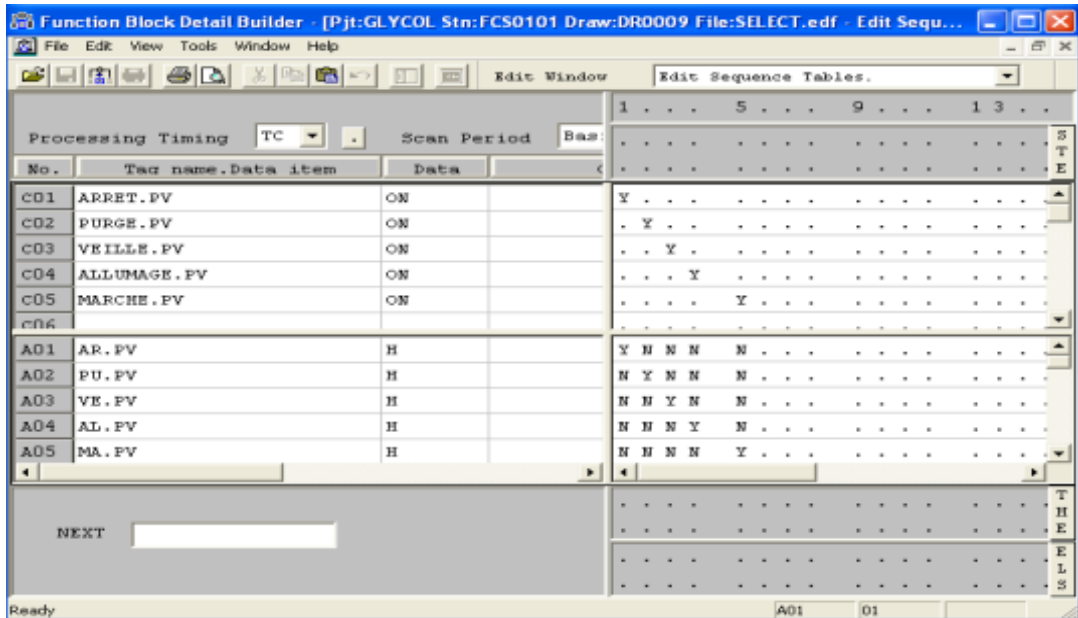 Function Block Detail Builder - [Pjt:GLYCOL Stn:FCS0101 Draw:DR0009 File:SELECT.edf - Edit Sequ...
File Edit View Tools Window Help
Edit Window Edit Sequence Tables.
1 . . . 5 . . . 9 . . . 1 3 . .
Processing Timing TC . Scan Period Bas
. . . . . . . . . . . . . . . . STE
No. Tag name.Data item Data
. . . . . . . . . . . . . . . .
C01 ARRET.PV ON Y . . . . . . . . . . . . . . .
C02 PURGE.PV ON . Y . . . . . . . . . . . . . .
C03 VEILLE.PV ON . . Y . . . . . . . . . . . . .
C04 ALLUMAGE.PV ON . . . Y . . . . . . . . . . . .
C05 MARCHE.PV ON . . . . Y . . . . . . . . . . .
C06 . . . . . . . . . . . . . . . .
A01 AR.PV H Y N N N N . . . . . . . . . . .
A02 PU.PV H N Y N N N . . . . . . . . . . .
A03 VE.PV H N N Y N N . . . . . . . . . . .
A04 AL.PV H N N N Y N . . . . . . . . . . .
A05 MA.PV H N N N N Y . . . . . . . . . . .
. . . . . . . . . . . . . . . . THE
NEXT . . . . . . . . . . . . . . . .
. . . . . . . . . . . . . . . . ELS
. . . . . . . . . . . . . . . .
Ready A01 01